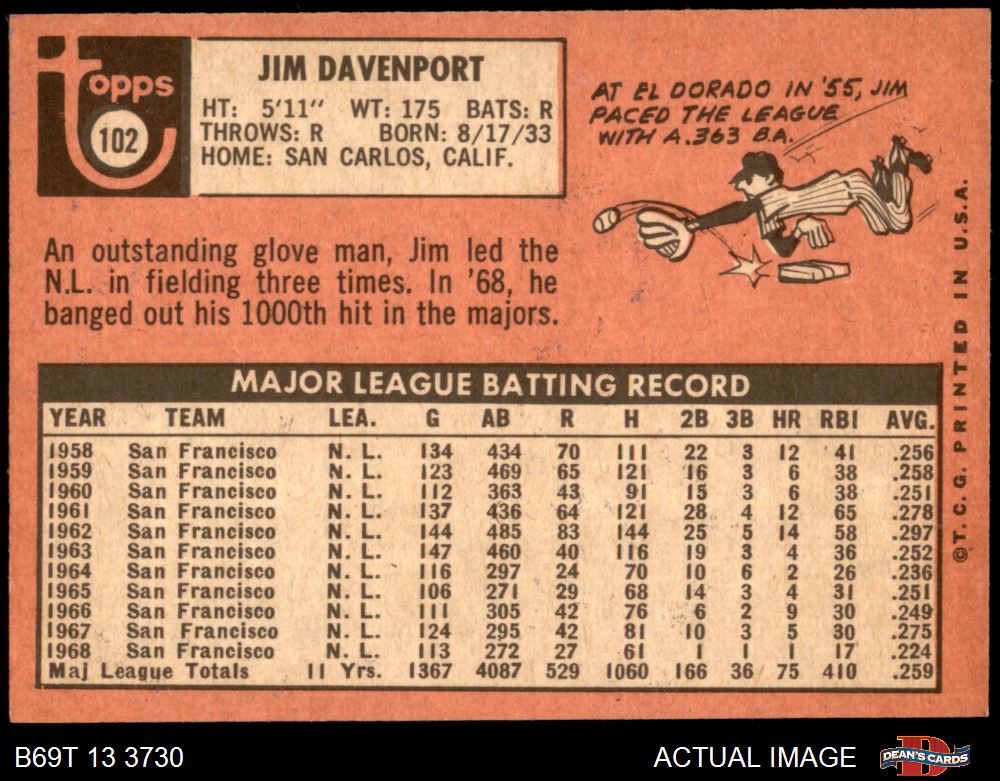 topps
102
JIM DAVENPORT
HT: 5'11" WT: 175 BATS: R
THROWS: R BORN: 8/17/33
HOME: SAN CARLOS, CALIF.
AT EL DORADO IN '55, JIM
PACED THE LEAGUE
WITH A .363 B.A.
An outstanding glove man, Jim led the
N.L. in fielding three times. In '68, he
banged out his 1000th hit in the majors.
MAJOR LEAGUE BATTING RECORD
YEAR TEAM LEA. G AB R H 2B 3B HR RBI AVG.
1958 San Francisco N. L. 134 434 70 111 22 3 12 41 .256
1959 San Francisco N. L. 123 469 65 121 16 3 6 38 .258
1960 San Francisco N. L. 112 363 43 91 15 3 6 38 .251
1961 San Francisco N. L. 137 436 64 121 28 4 12 65 .278
1962 San Francisco N. L. 144 485 83 144 25 5 14 58 .297
1963 San Francisco N. L. 147 460 40 116 19 3 4 36 .252
1964 San Francisco N. L. 116 297 24 70 10 6 2 26 .236
1965 San Francisco N. L. 106 271 29 68 14 3 4 31 .251
1966 San Francisco N. L. 111 305 42 76 6 2 9 30 .249
1967 San Francisco N. L. 124 295 42 81 10 3 5 30 .275
1968 San Francisco N. L. 113 272 27 61 1 1 1 17 .224
Maj League Totals 11 Yrs. 1367 4087 529 1060 166 36 75 410 .259
©T. C. G. PRINTED IN U.S.A.
B69T 13 3730
ACTUAL IMAGE
DEAN'S CARDS